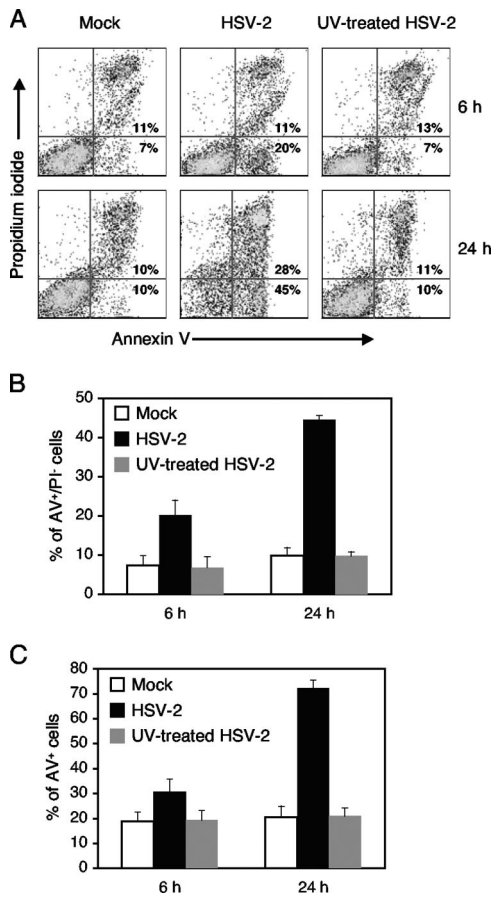 A
Mock HSV-2 UV-treated HSV-2
Propidium iodide
11% 11% 13%
7% 20% 7%
6 h
10% 28% 11%
10% 45% 10%
24 h
Annexin V
B
% of AV+/PI- cells
50
40
30
20
10
0
Mock
HSV-2
UV-treated HSV-2
6 h 24 h
C
% of AV+ cells
80
70
60
50
40
30
20
10
0
Mock
HSV-2
UV-treated HSV-2
6 h 24 h